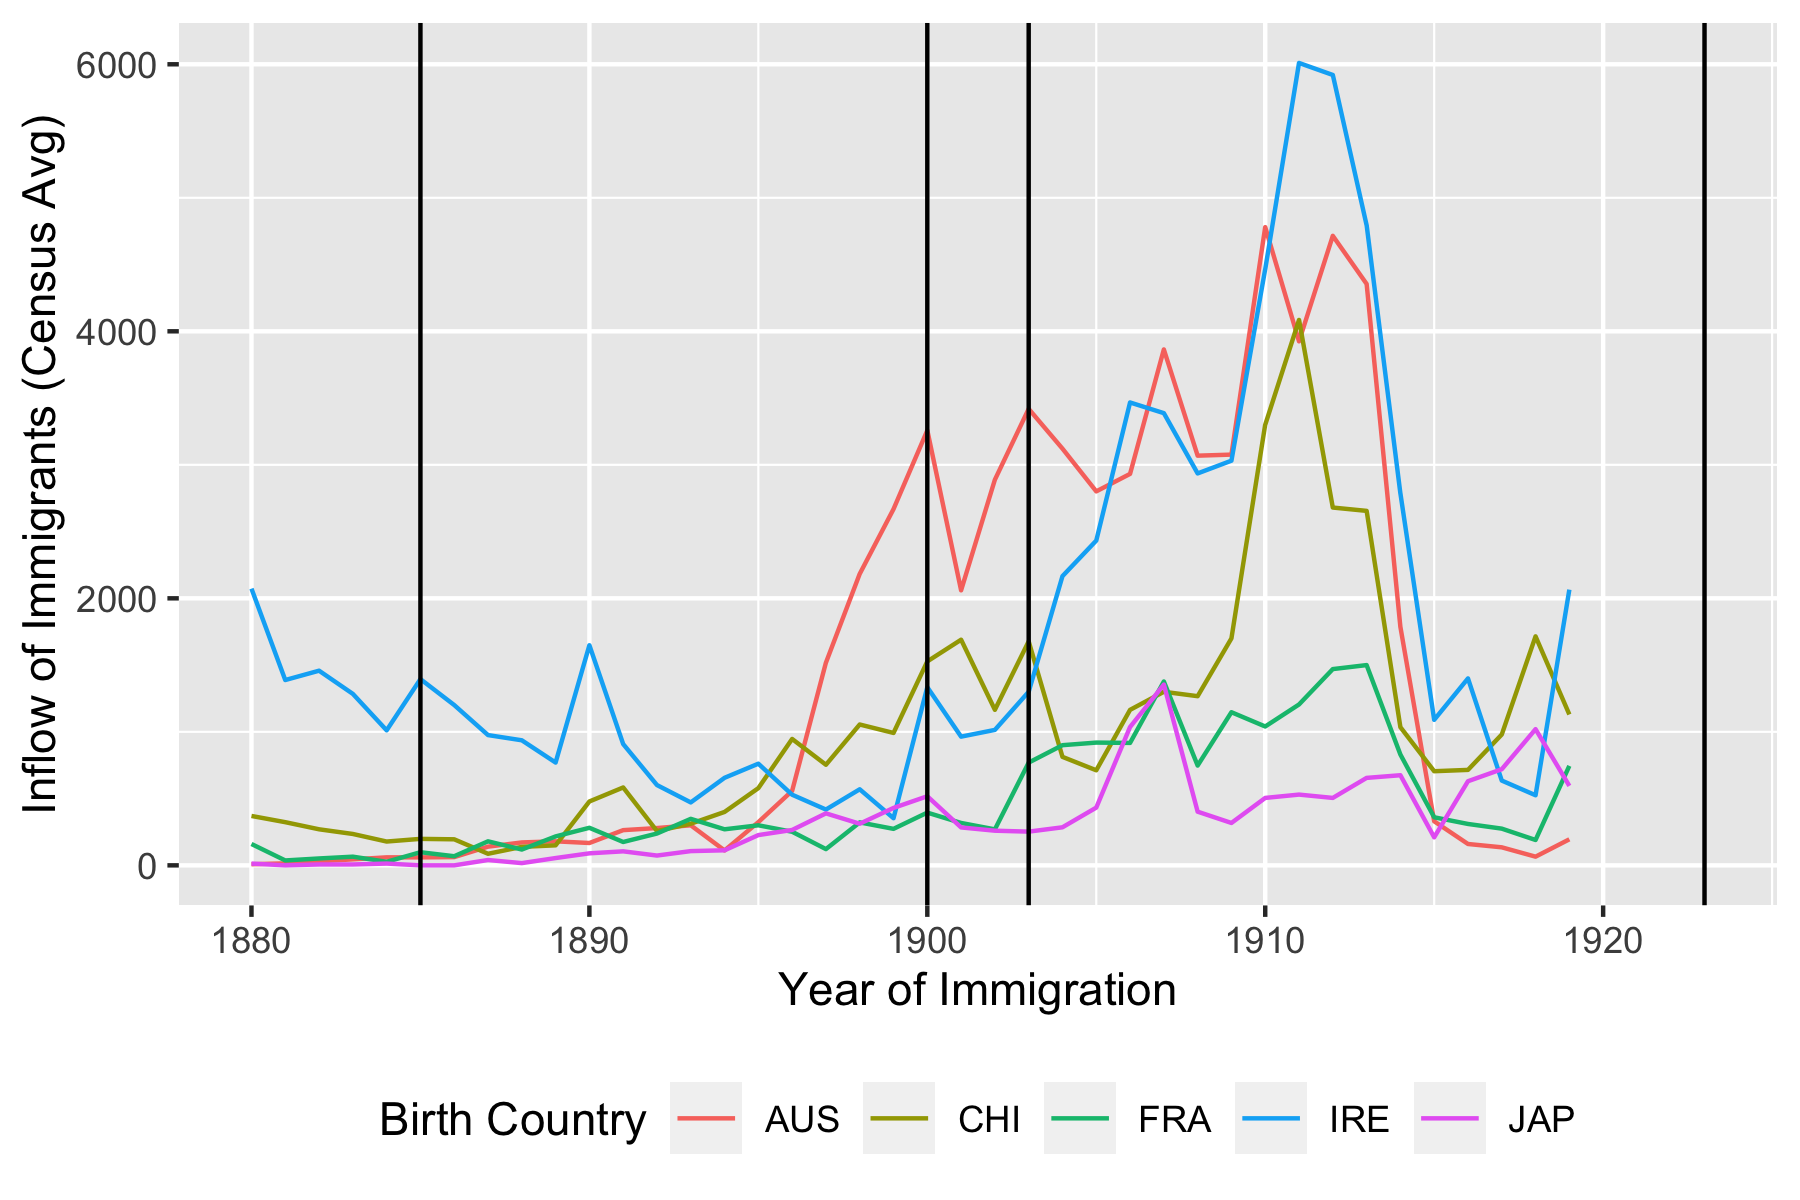 Inflow of Immigrants (Census Avg)
6000
4000
2000
0
1880 1890 1900 1910 1920
Year of Immigration
Birth Country AUS CHI FRA IRE JAP